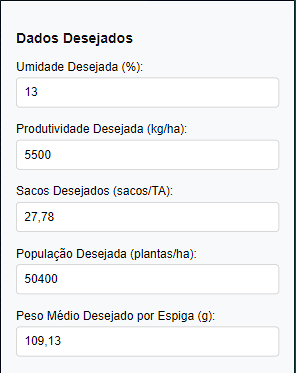 Dados Desejados
Umidade Desejada (%):
13
Produtividade Desejada (kg/ha):
5500
Sacos Desejados (sacos/TA):
27,78
População Desejada (plantas/ha):
50400
Peso Médio Desejado por Espiga (g):
109,13